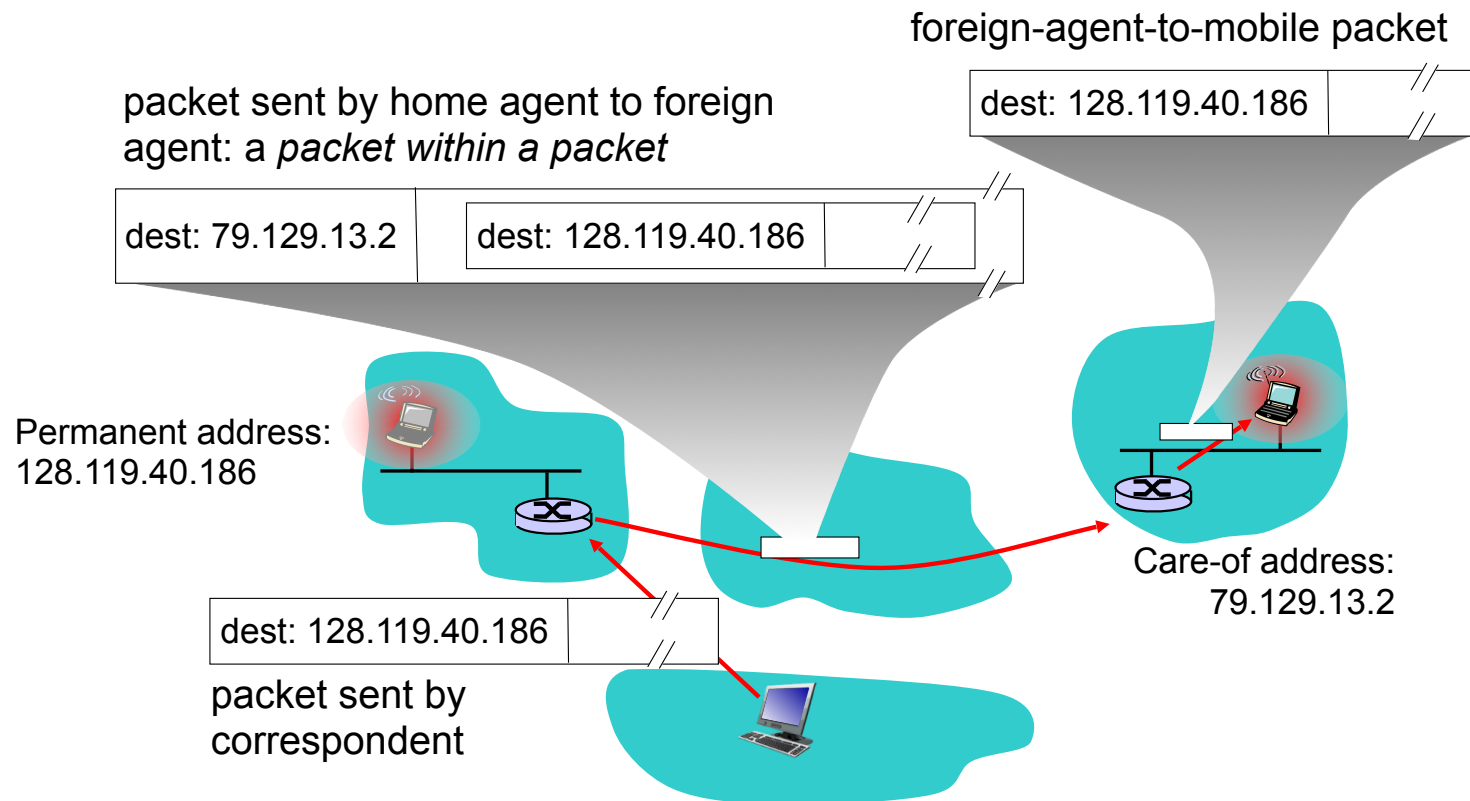 foreign-agent-to-mobile packet
dest: 128.119.40.186
packet sent by home agent to foreign
agent: a packet within a packet
dest: 79.129.13.2
dest: 128.119.40.186
Permanent address:
128.119.40.186
Care-of address:
79.129.13.2
dest: 128.119.40.186
packet sent by
correspondent